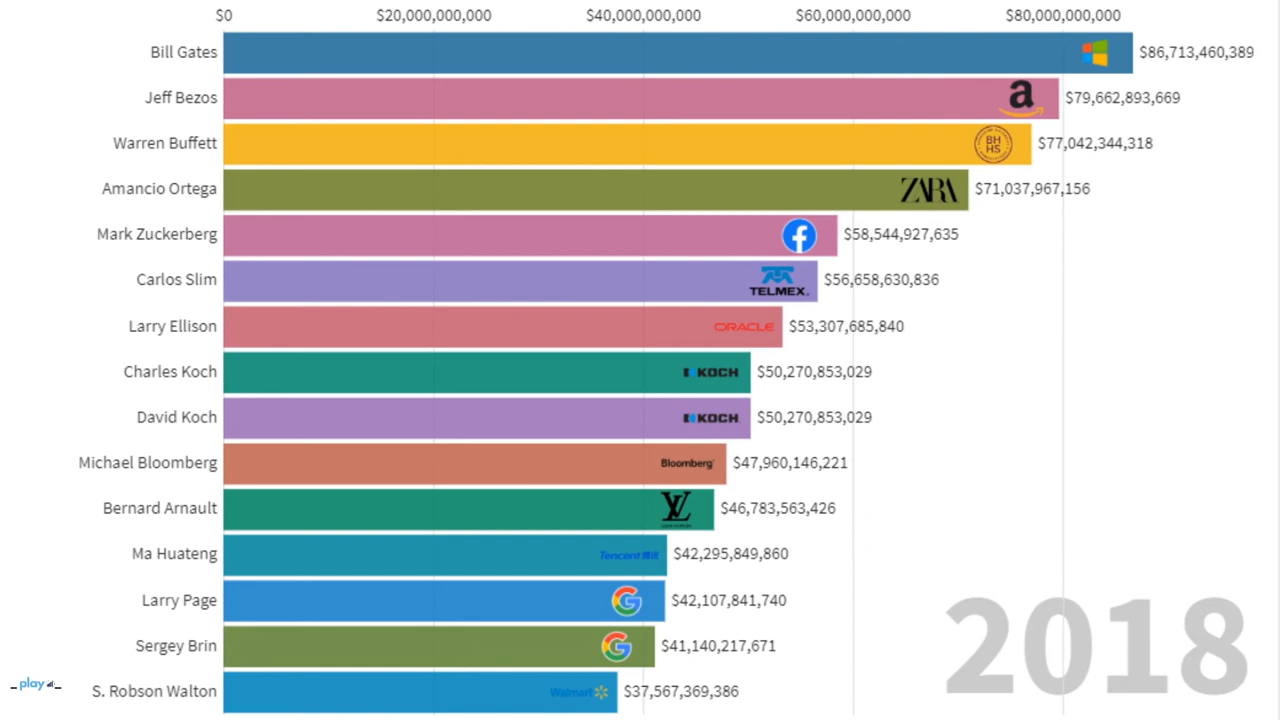 $0 $20,000,000,000 $40,000,000,000 $60,000,000,000 $80,000,000,000
Bill Gates $86,713,460,389
Jeff Bezos a $79,662,893,669
Warren Buffett BH HS $77,042,344,318
Amancio Ortega ZARA $71,037,967,156
Mark Zuckerberg f $58,544,927,635
Carlos Slim TELMEX $56,658,630,836
Larry Ellison ORACLE $53,307,685,840
Charles Koch KOCH $50,270,853,029
David Koch KOCH $50,270,853,029
Michael Bloomberg Bloomberg $47,960,146,221
Bernard Arnault LV $46,783,563,426
Ma Huateng Tencent $42,295,849,860
Larry Page G $42,107,841,740
Sergey Brin G $41,140,217,671
S. Robson Walton Walmart $37,567,369,386
2018
_ play _